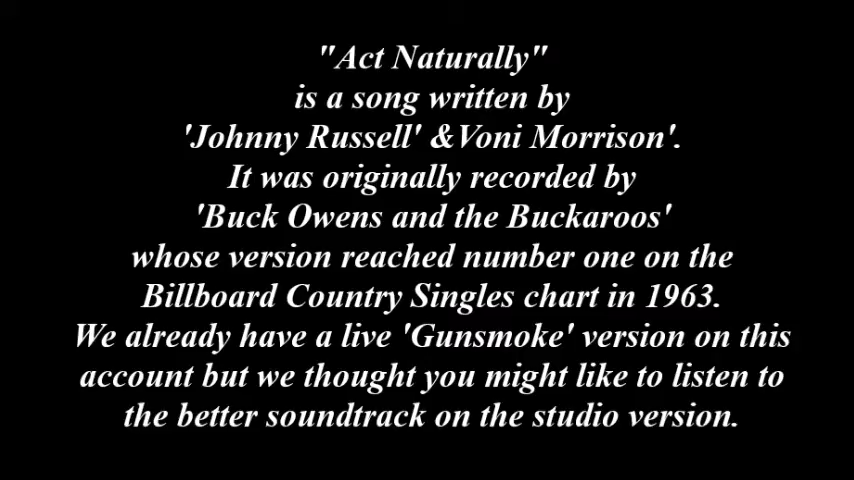 "Act Naturally"
is a song written by
'Johnny Russell' &Voni Morrison'.
It was originally recorded by
'Buck Owens and the Buckaroos'
whose version reached number one on the
Billboard Country Singles chart in 1963.
We already have a live 'Gunsmoke' version on this
account but we thought you might like to listen to
the better soundtrack on the studio version.